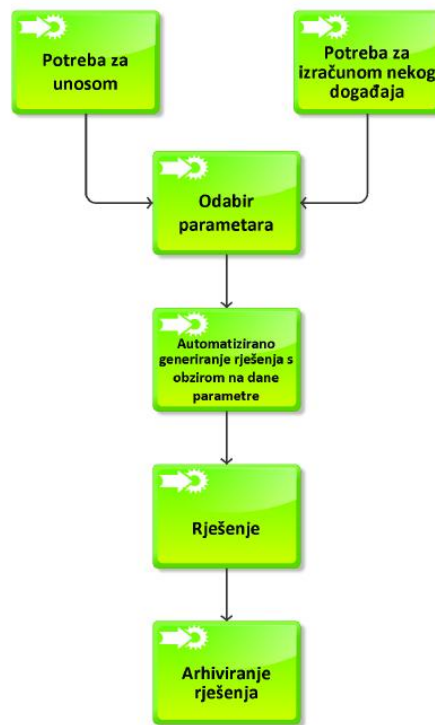 Potreba za
unosom
Potreba za
izračunom nekog
događaja
Odabir
parametara
Automatizirano
generiranje rješenja s
obzirom na dane
parametre
Rješenje
Arhiviranje
rješenja